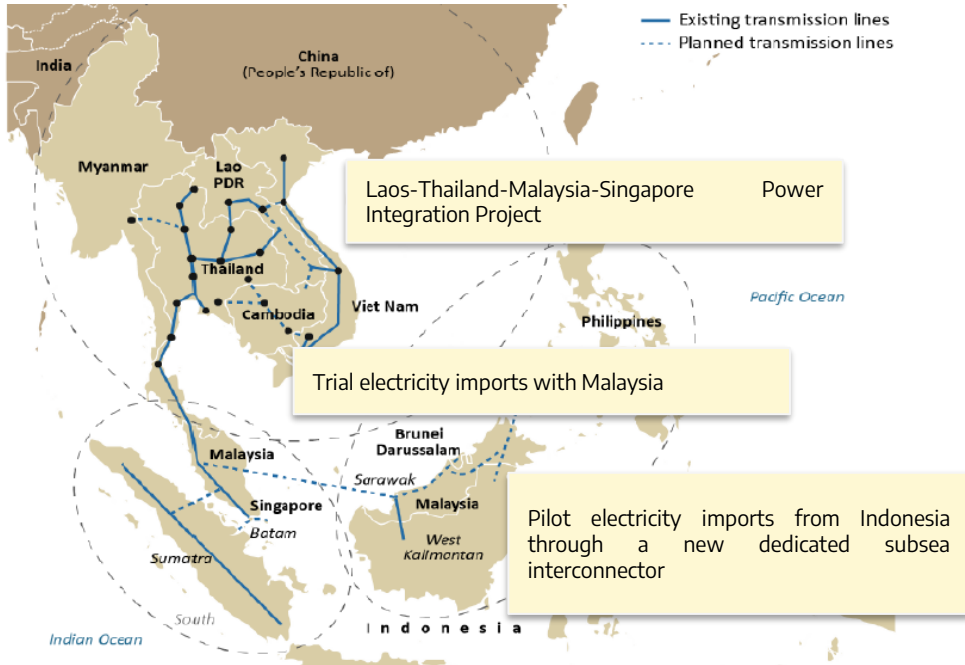 Existing transmission lines
Planned transmission lines
China
(People's Republic of)
India
Myanmar
Lao
PDR
Laos-Thailand-Malaysia-Singapore Power
Integration Project
Thailand
Cambodia
Viet Nam
Pacific Ocean
Philippines
Trial electricity imports with Malaysia
Brunei
Darussalam
Malaysia
Sarawak
Singapore
Malaysia
Batam
West
Kalimantan
Sumatra
Pilot electricity imports from Indonesia
through a new dedicated subsea
interconnector
South
Indonesia
Indian Ocean